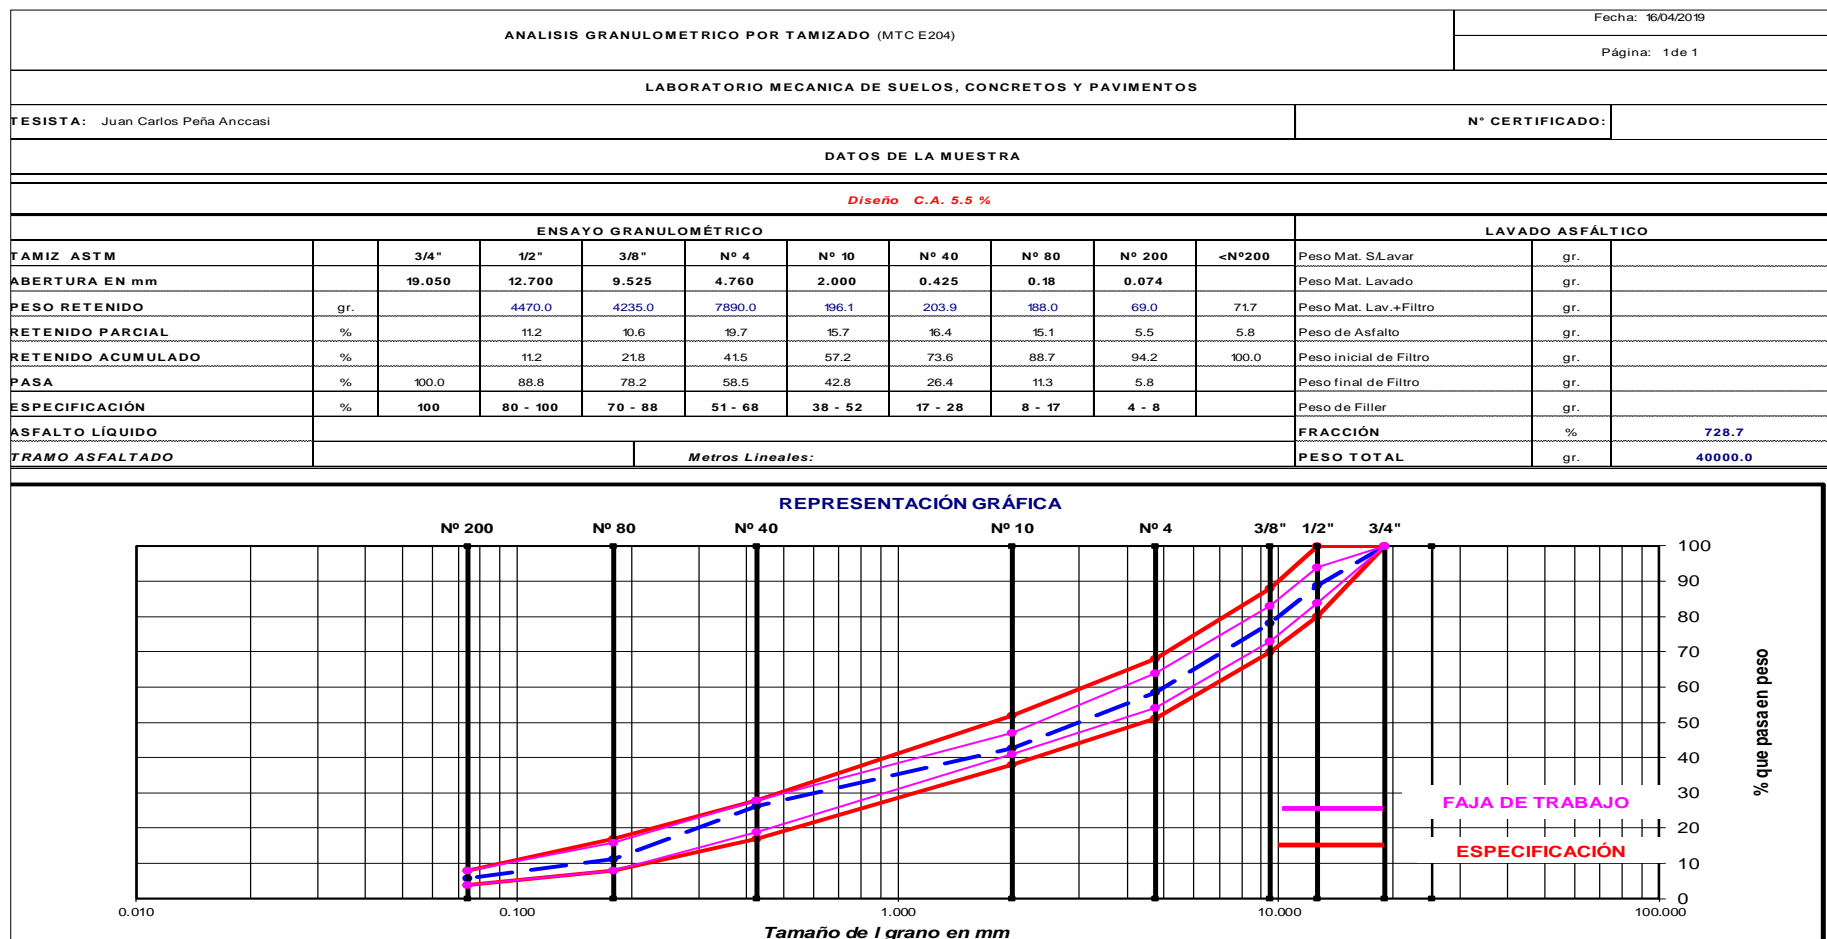 Fecha: 16/04/2019
ANALISIS GRANULOMETRICO POR TAMIZADO (MTC E204)
Página: 1 de 1
LABORATORIO MECANICA DE SUELOS, CONCRETOS Y PAVIMENTOS
TESISTA: Juan Carlos Peña Anccasi N° CERTIFICADO:
DATOS DE LA MUESTRA
Diseño C.A. 5.5 %
ENSAYO GRANULOMÉTRICO LAVADO ASFÁLTICO
TAMIZ ASTM 3/4" 1/2" 3/8" Nº 4 Nº 10 Nº 40 Nº 80 Nº 200 <Nº200 Peso Mat. S/Lavar gr.
ABERTURA EN mm 19.050 12.700 9.525 4.760 2.000 0.425 0.18 0.074 Peso Mat. Lavado gr.
PESO RETENIDO gr. 4470.0 4235.0 7890.0 196.1 203.9 188.0 69.0 71.7 Peso Mat. Lav.+Filtro gr.
RETENIDO PARCIAL % 11.2 10.6 19.7 15.7 16.4 15.1 5.5 5.8 Peso de Asfalto gr.
RETENIDO ACUMULADO % 11.2 21.8 41.5 57.2 73.6 88.7 94.2 100.0 Peso inicial de Filtro gr.
PASA % 100.0 88.8 78.2 58.5 42.8 26.4 11.3 5.8 Peso final de Filtro gr.
ESPECIFICACIÓN % 100 80 - 100 70 - 88 51 - 68 38 - 52 17 - 28 8 - 17 4 - 8 Peso de Filler gr.
ASFALTO LÍQUIDO FRACCIÓN % 728.7
TRAMO ASFALTADO Metros Lineales: PESO TOTAL gr. 40000.0
REPRESENTACIÓN GRÁFICA
Nº 200 Nº 80 Nº 40 Nº 10 Nº 4 3/8" 1/2" 3/4"
100
90
80
70
60
50
40
30
20
10
0
% que pasa en peso
FAJA DE TRABAJO
ESPECIFICACIÓN
0.010 0.100 1.000 10.000 100.000
Tamaño de l grano en mm